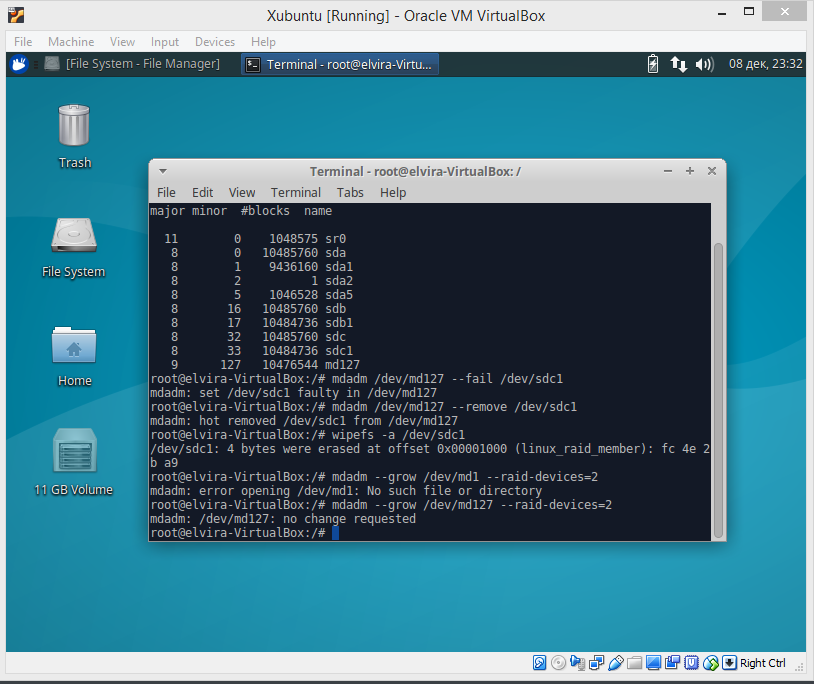 Xubuntu [Running] - Oracle VM VirtualBox
File Machine View Input Devices Help
[File System - File Manager] Terminal - root@elvira-Virtu... 08 дек, 23:32
Trash
File System
Home
11 GB Volume
Terminal - root@elvira-VirtualBox: /
File Edit View Terminal Tabs Help
major minor  #blocks  name
11        0    1048575 sr0
8        0   10485760 sda
8        1    9436160 sda1
8        2          1 sda2
8        5    1046528 sda5
8       16   10485760 sdb
8       17   10484736 sdb1
8       32   10485760 sdc
8       33   10484736 sdc1
9      127   10476544 md127
root@elvira-VirtualBox:/# mdadm /dev/md127 --fail /dev/sdc1
mdadm: set /dev/sdc1 faulty in /dev/md127
root@elvira-VirtualBox:/# mdadm /dev/md127 --remove /dev/sdc1
mdadm: hot removed /dev/sdc1 from /dev/md127
root@elvira-VirtualBox:/# wipefs -a /dev/sdc1
/dev/sdc1: 4 bytes were erased at offset 0x00001000 (linux_raid_member): fc 4e 2
b a9
root@elvira-VirtualBox:/# mdadm --grow /dev/md1 --raid-devices=2
mdadm: error opening /dev/md1: No such file or directory
root@elvira-VirtualBox:/# mdadm --grow /dev/md127 --raid-devices=2
mdadm: /dev/md127: no change requested
root@elvira-VirtualBox:/#
Right Ctrl